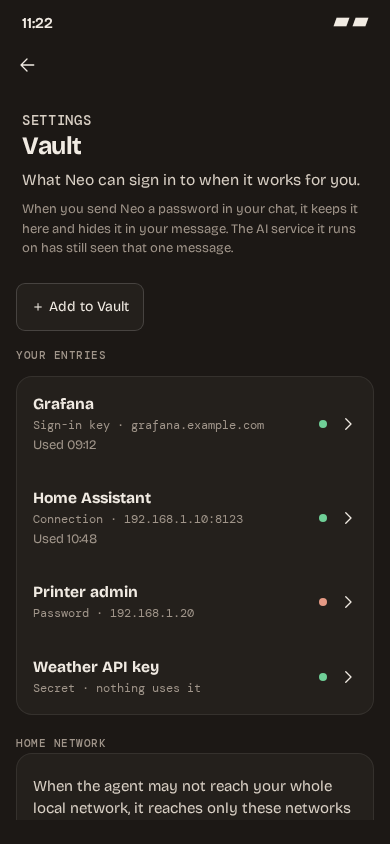 11:22
SETTINGS
Vault
What Neo can sign in to when it works for you.
When you send Neo a password in your chat, it keeps it
here and hides it in your message. The AI service it runs
on has still seen that one message.
+ Add to Vault
YOUR ENTRIES
Grafana
Sign-in key · grafana.example.com
Used 09:12
Home Assistant
Connection · 192.168.1.10:8123
Used 10:48
Printer admin
Password · 192.168.1.20
Weather API key
Secret · nothing uses it
HOME NETWORK
When the agent may not reach your whole
local network, it reaches only these networks